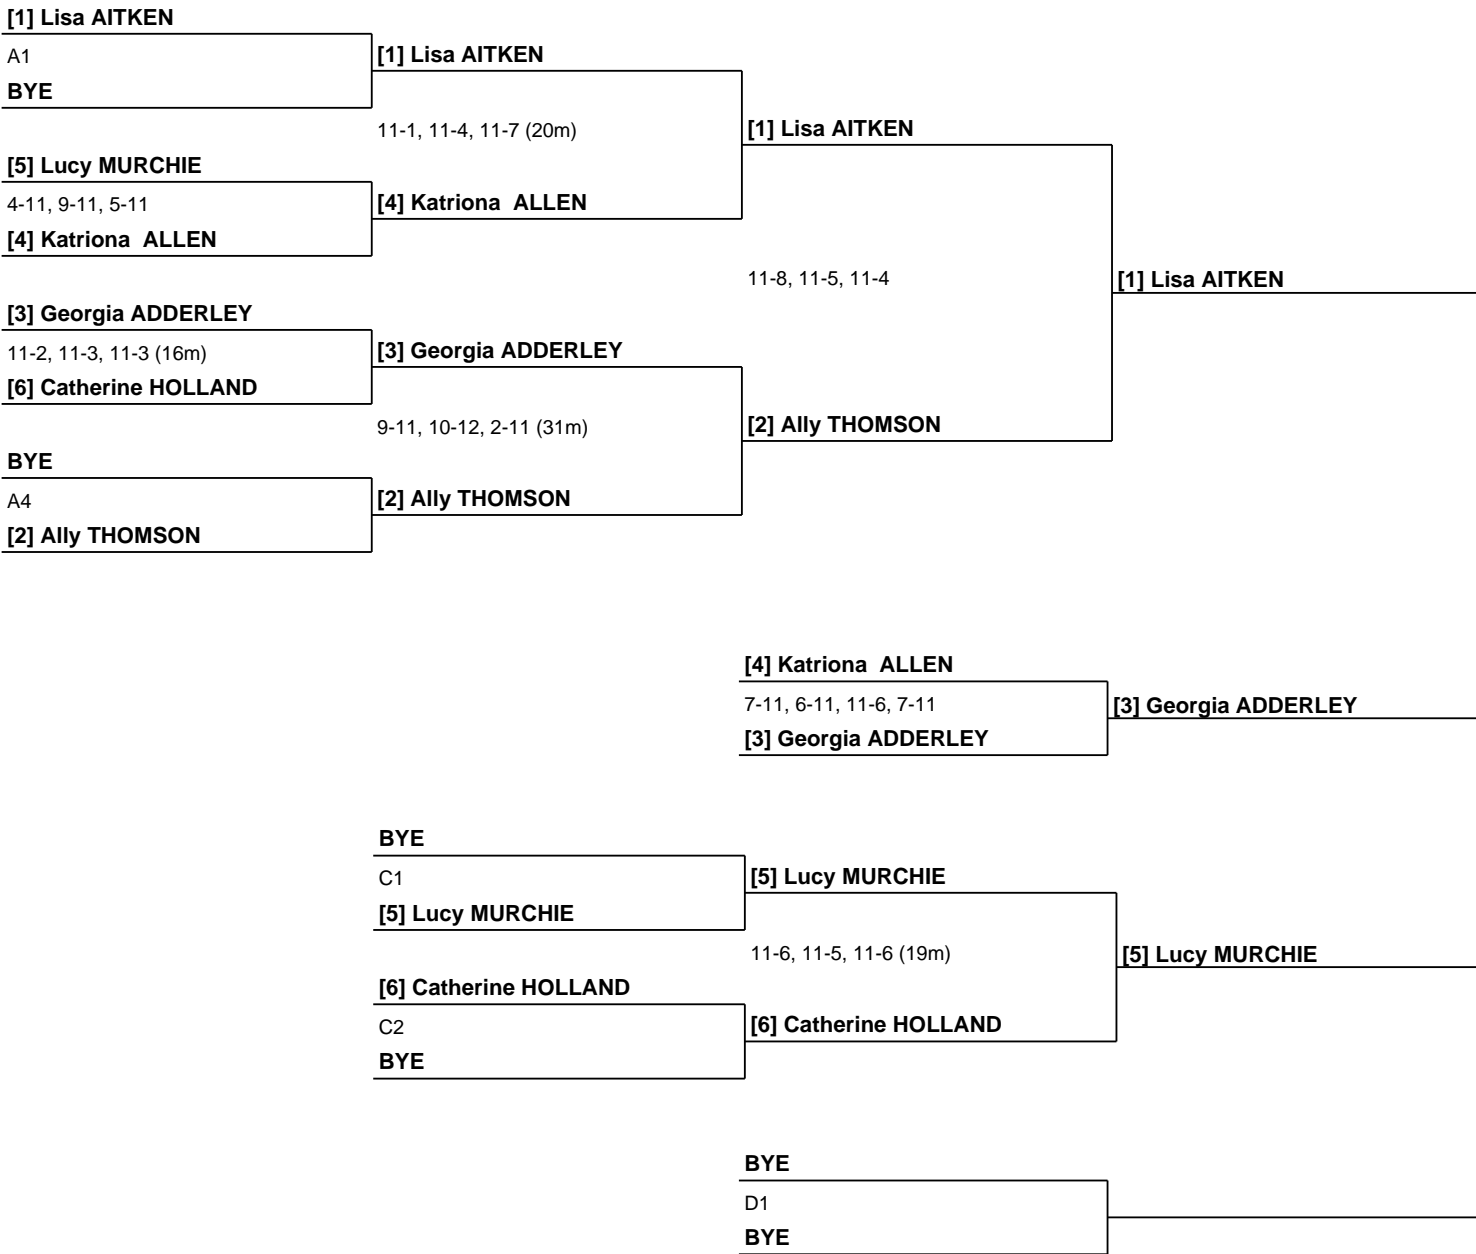 [1] Lisa AITKEN
A1
BYE
[1] Lisa AITKEN
11-1, 11-4, 11-7 (20m)
[1] Lisa AITKEN
[5] Lucy MURCHIE
4-11, 9-11, 5-11
[4] Katriona  ALLEN
[4] Katriona  ALLEN
11-8, 11-5, 11-4
[1] Lisa AITKEN
[3] Georgia ADDERLEY
11-2, 11-3, 11-3 (16m)
[6] Catherine HOLLAND
[3] Georgia ADDERLEY
9-11, 10-12, 2-11 (31m)
[2] Ally THOMSON
BYE
A4
[2] Ally THOMSON
[2] Ally THOMSON
[4] Katriona  ALLEN
7-11, 6-11, 11-6, 7-11
[3] Georgia ADDERLEY
[3] Georgia ADDERLEY
BYE
C1
[5] Lucy MURCHIE
[5] Lucy MURCHIE
11-6, 11-5, 11-6 (19m)
[5] Lucy MURCHIE
[6] Catherine HOLLAND
C2
BYE
[6] Catherine HOLLAND
BYE
D1
BYE